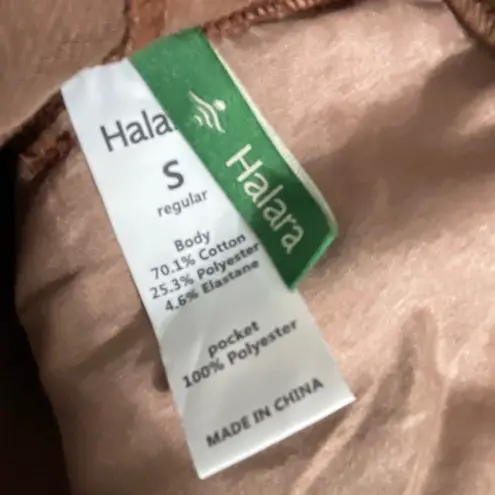 Halara
Hala
S
regular
Body
70.1% Cotton
25.3% Polyester
4.6% Elastane
pocket
100% Polyester
MADE IN CHINA